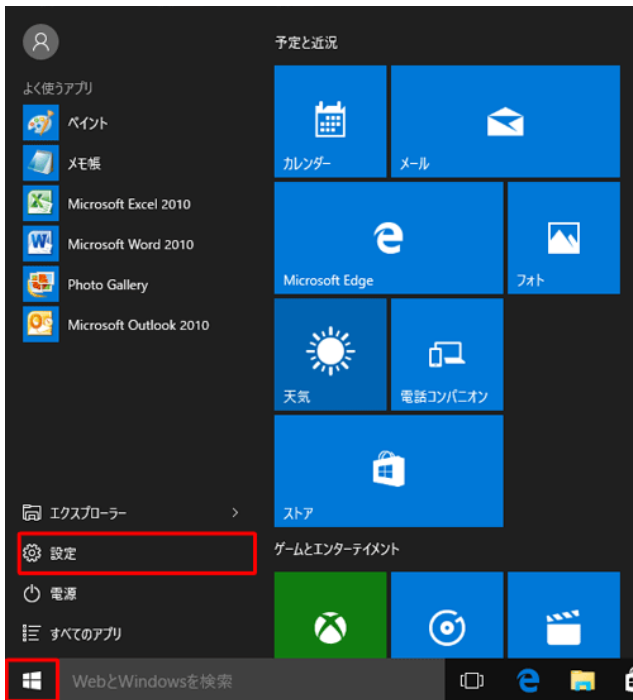 よく使うアプリ
ペイント
メモ帳
Microsoft Excel 2010
Microsoft Word 2010
Photo Gallery
Microsoft Outlook 2010
エクスプローラー
設定
電源
すべてのアプリ
予定と近況
カレンダー
メール
Microsoft Edge
フォト
天気
電話コンパニオン
ストア
ゲームとエンターテイメント
WebとWindowsを検索